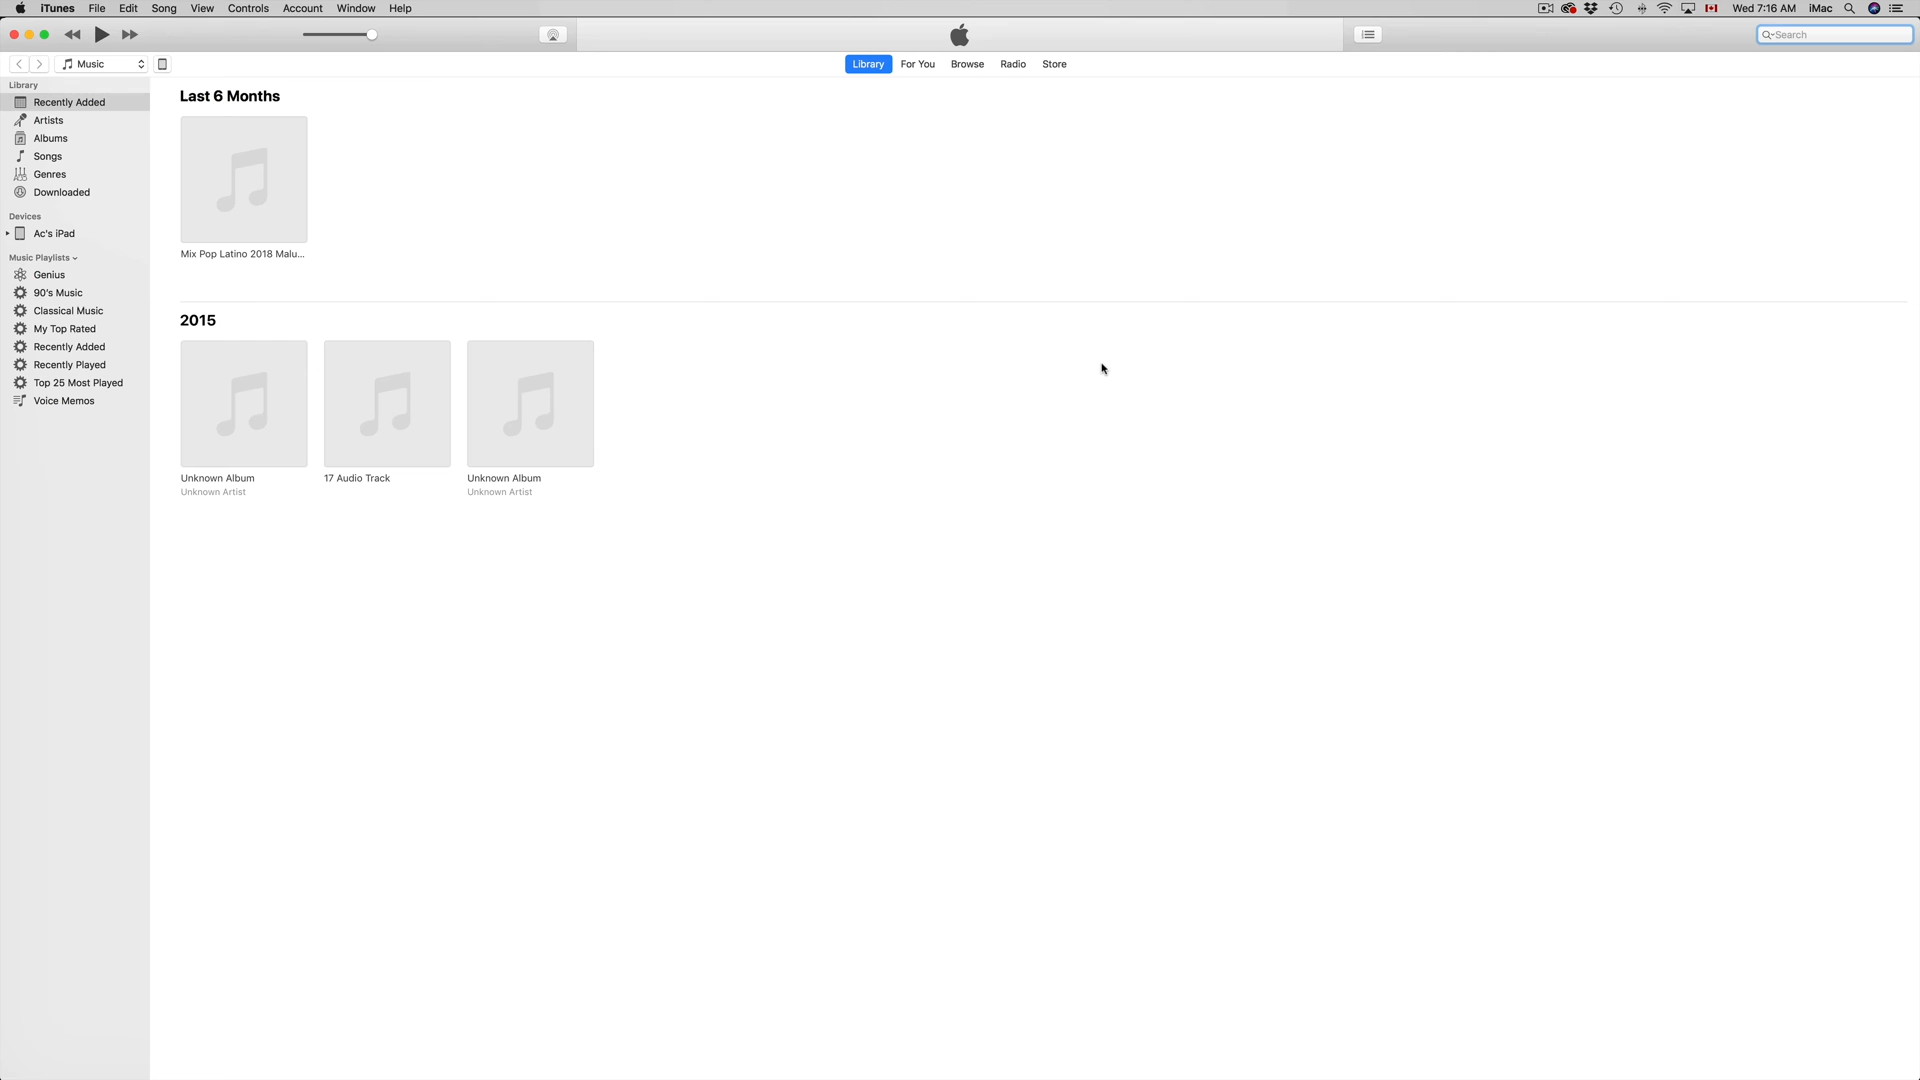 iTunes File Edit Song View Controls Account Window Help Wed 7:16 AM iMac
Search
Music Library For You Browse Radio Store
Library
Recently Added
Artists
Albums
Songs
Genres
Downloaded
Devices
Ac's iPad
Music Playlists
Genius
90's Music
Classical Music
My Top Rated
Recently Added
Recently Played
Top 25 Most Played
Voice Memos
Last 6 Months
Mix Pop Latino 2018 Malu...
2015
Unknown Album 17 Audio Track Unknown Album
Unknown Artist Unknown Artist